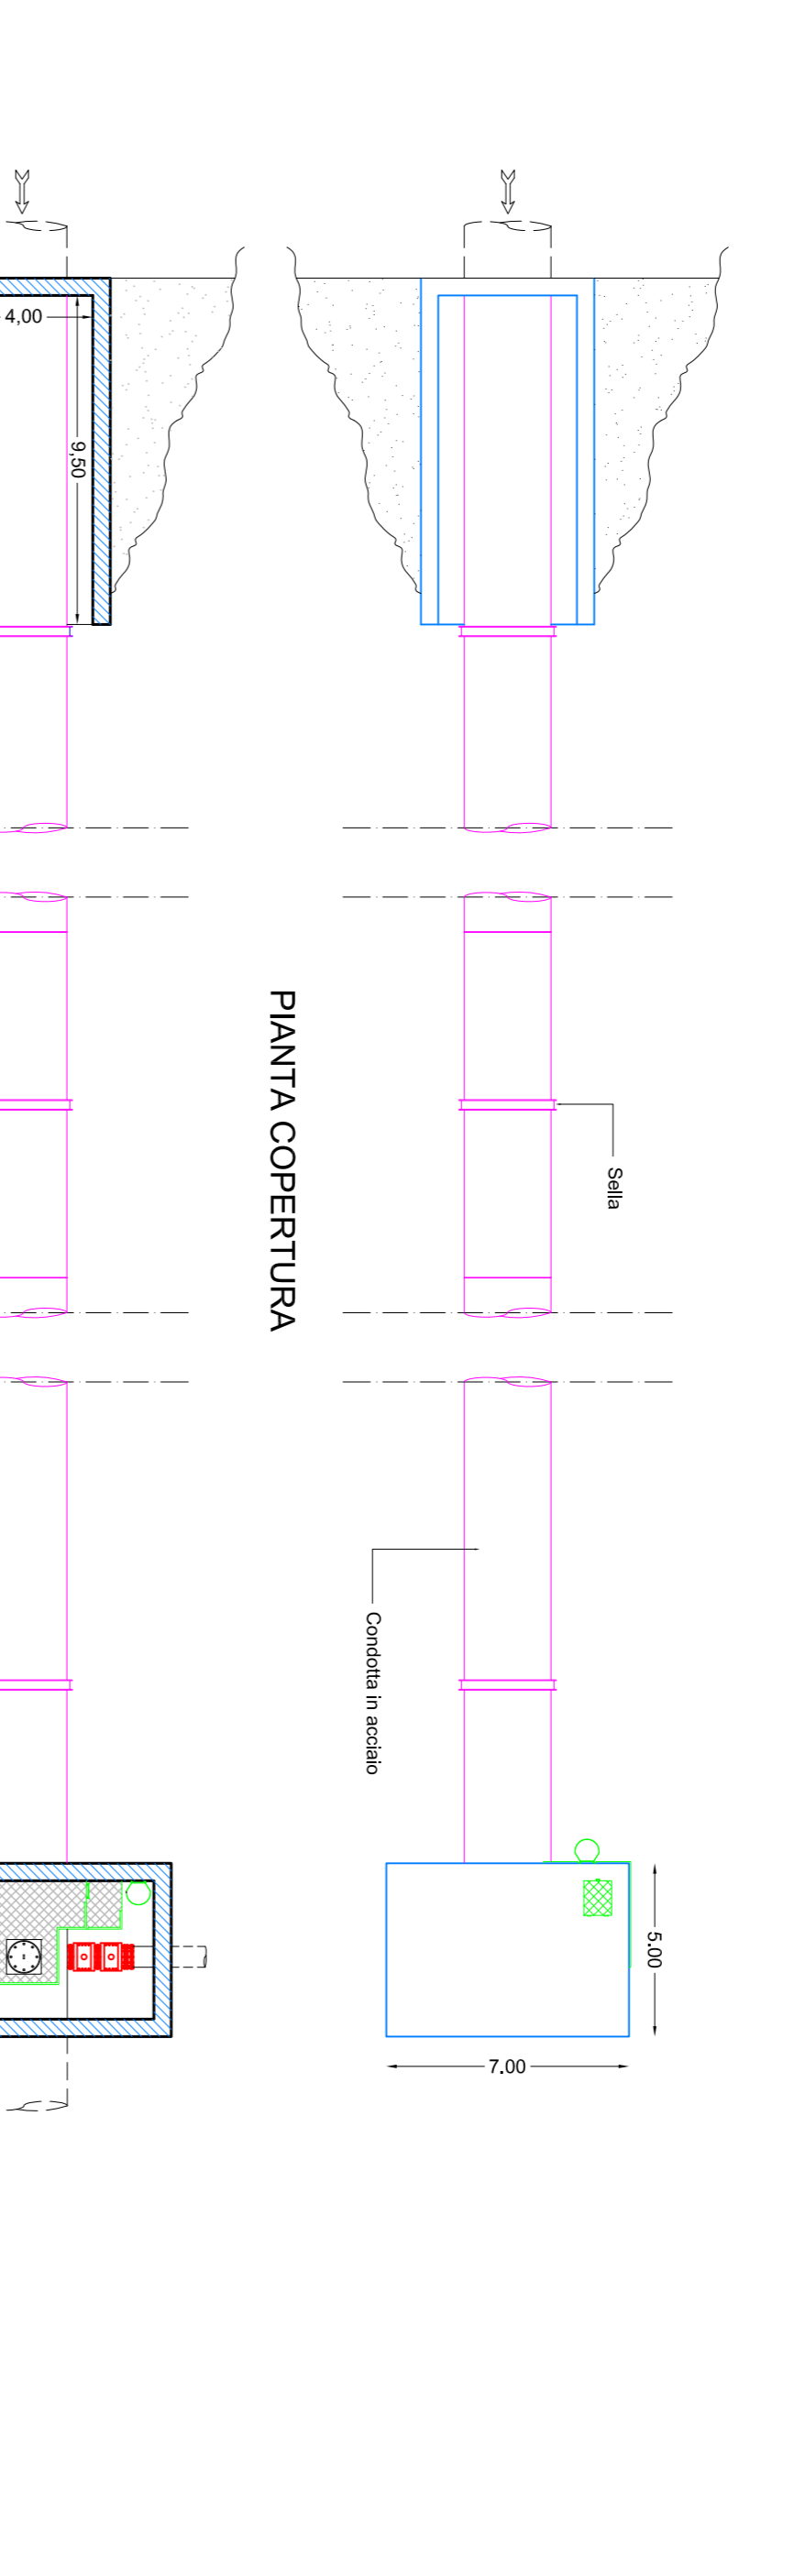 4,00
9,50
PIANTA COPERTURA
Sella
Condotta in acciaio
5.00
7.00